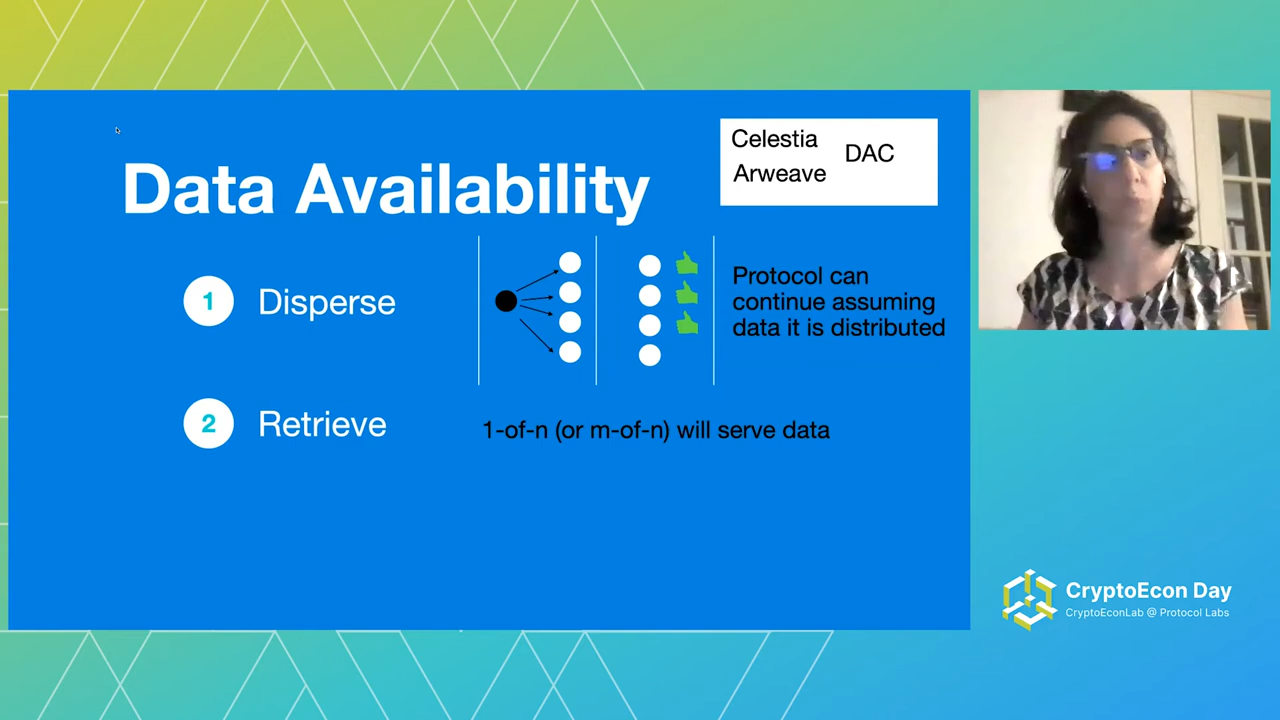 Celestia
DAC
Arweave
Data Availability
1 Disperse
Protocol can
continue assuming
data it is distributed
2 Retrieve
1-of-n (or m-of-n) will serve data
CryptoEcon Day
CryptoEconLab @ Protocol Labs